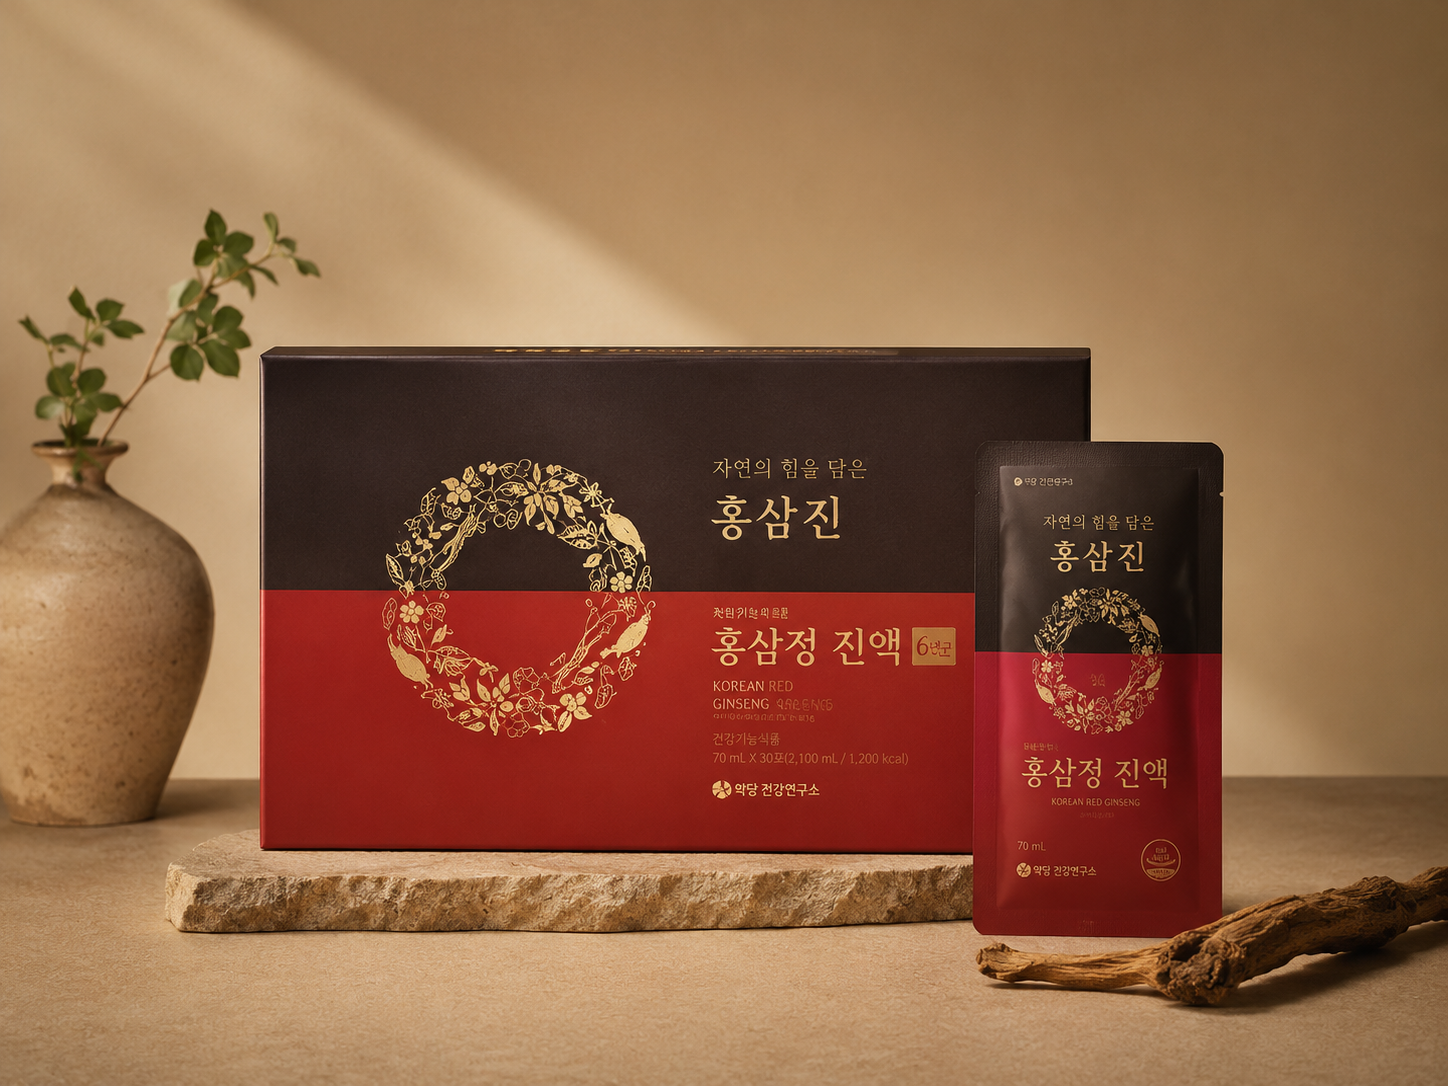 자연의 힘을 담은
홍삼진
홍삼정 진액
KOREAN RED
GINSENG
건강기능식품
70 mL X 30포(2,100 mL / 1,200 kcal)
약당 건강연구소
자연의 힘을 담은
홍삼진
홍삼정 진액
KOREAN RED GINSENG
70 mL
약당 건강연구소